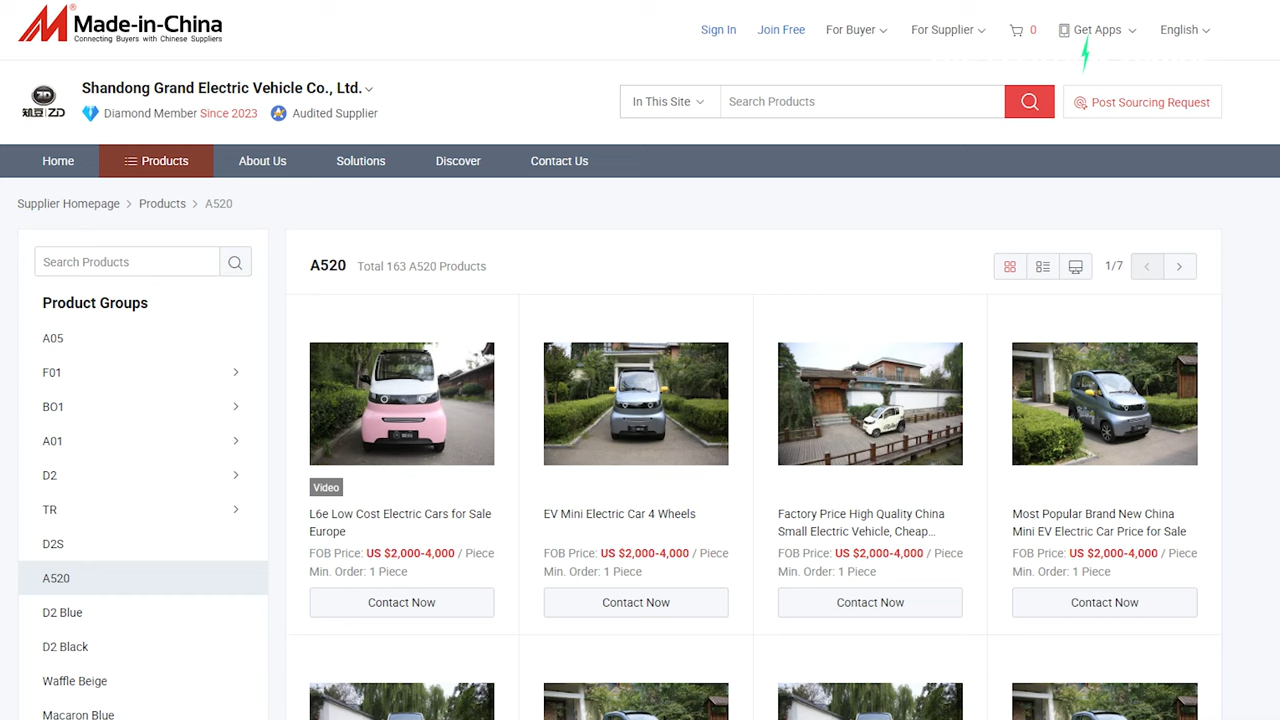 Made-in-China
Connecting Buyers with Chinese Suppliers
Sign In
Join Free
For Buyer
For Supplier
0
Get Apps
English
知豆 ZD
Shandong Grand Electric Vehicle Co., Ltd.
Diamond Member Since 2023
Audited Supplier
In This Site
Search Products
Post Sourcing Request
Home
Products
About Us
Solutions
Discover
Contact Us
Supplier Homepage > Products > A520
Search Products
Product Groups
A05
F01
BO1
A01
D2
TR
D2S
A520
D2 Blue
D2 Black
Waffle Beige
Macaron Blue
A520 Total 163 A520 Products
1/7
Video
L6e Low Cost Electric Cars for Sale
Europe
FOB Price: US $2,000-4,000 / Piece
Min. Order: 1 Piece
Contact Now
EV Mini Electric Car 4 Wheels
FOB Price: US $2,000-4,000 / Piece
Min. Order: 1 Piece
Contact Now
Factory Price High Quality China
Small Electric Vehicle, Cheap...
FOB Price: US $2,000-4,000 / Piece
Min. Order: 1 Piece
Contact Now
Most Popular Brand New China
Mini EV Electric Car Price for Sale
FOB Price: US $2,000-4,000 / Piece
Min. Order: 1 Piece
Contact Now